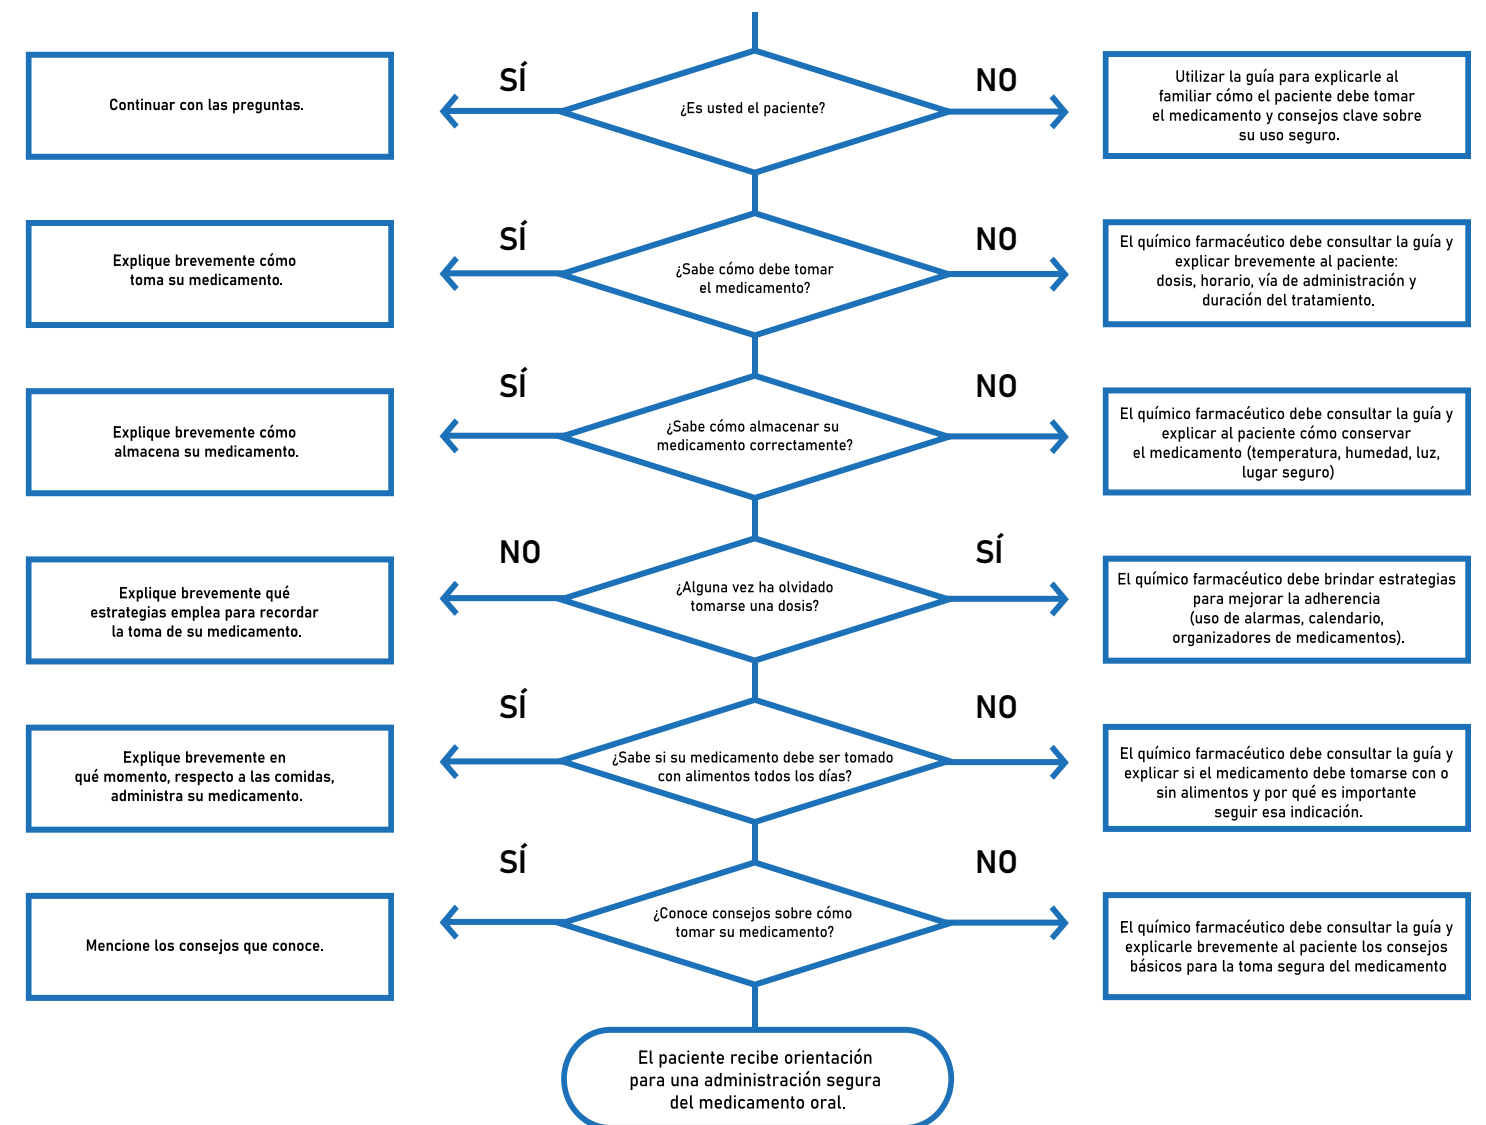 SÍ
NO
Continuar con las preguntas.
¿Es usted el paciente?
Utilizar la guía para explicarle al
familiar cómo el paciente debe tomar
el medicamento y consejos clave sobre
su uso seguro.
SÍ
NO
Explique brevemente cómo
toma su medicamento.
¿Sabe cómo debe tomar
el medicamento?
El químico farmacéutico debe consultar la guía y
explicar brevemente al paciente:
dosis, horario, vía de administración y
duración del tratamiento.
SÍ
NO
Explique brevemente cómo
almacena su medicamento.
¿Sabe cómo almacenar su
medicamento correctamente?
El químico farmacéutico debe consultar la guía y
explicar al paciente cómo conservar
el medicamento (temperatura, humedad, luz,
lugar seguro)
NO
SÍ
Explique brevemente qué
estrategias emplea para recordar
la toma de su medicamento.
¿Alguna vez ha olvidado
tomarse una dosis?
El químico farmacéutico debe brindar estrategias
para mejorar la adherencia
(uso de alarmas, calendario,
organizadores de medicamentos).
SÍ
NO
Explique brevemente en
qué momento, respecto a las comidas,
administra su medicamento.
¿Sabe si su medicamento debe ser tomado
con alimentos todos los días?
El químico farmacéutico debe consultar la guía y
explicar si el medicamento debe tomarse con o
sin alimentos y por qué es importante
seguir esa indicación.
SÍ
NO
Mencione los consejos que conoce.
¿Conoce consejos sobre cómo
tomar su medicamento?
El químico farmacéutico debe consultar la guía y
explicarle brevemente al paciente los consejos
básicos para la toma segura del medicamento
El paciente recibe orientación
para una administración segura
del medicamento oral.